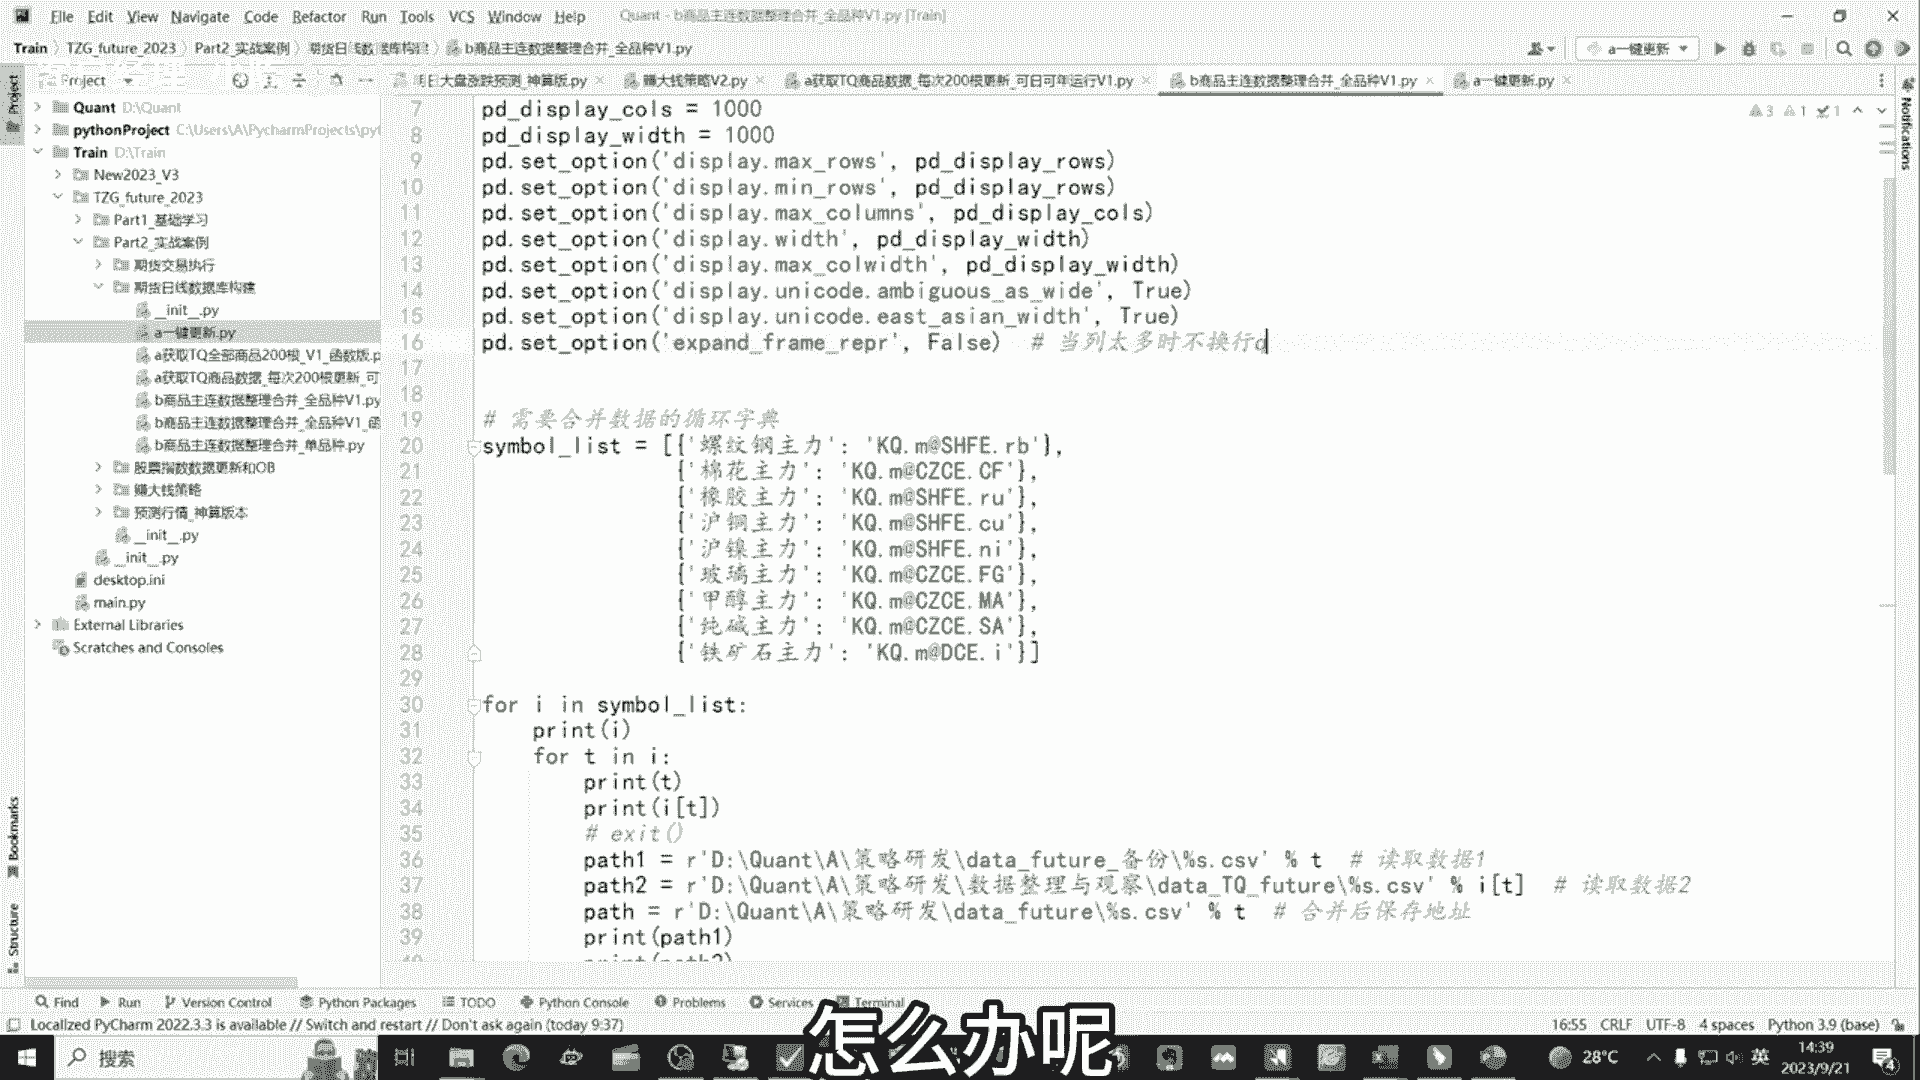 File Edit View Navigate Code Refactor Run Tools VCS Window Help Quant - b商品主连数据整理合并_全品种V1.py [Train]
Train TZG_future_2023 Part2_实战案例 期货日线数据库构建 b商品主连数据整理合并_全品种V1.py a一键更新
Project 明日大盘涨跌预测_神算版.py 赚大钱策略V2.py a获取TQ商品数据_每次200根更新_可日可年运行V1.py b商品主连数据整理合并_全品种V1.py a一键更新.py
Project
Notifications
Bookmarks
Structure
Quant D:\Quant
pythonProject C:\Users\A\PycharmProjects\pyt
Train D:\Train
New2023_V3
TZG_future_2023
Part1_基础学习
Part2_实战案例
期货交易执行
期货日线数据库构建
__init__.py
a一键更新.py
a获取TQ全部商品200根_V1_函数版.p
a获取TQ商品数据_每次200根更新_可
b商品主连数据整理合并_全品种V1.py
b商品主连数据整理合并_全品种V1_函
b商品主连数据整理合并_单品种.py
股票指数数据更新和OB
赚大钱策略
预测行情_神算版本
__init__.py
__init__.py
desktop.ini
main.py
External Libraries
Scratches and Consoles
3 1 1
7 pd_display_cols = 1000
8 pd_display_width = 1000
9 pd.set_option('display.max_rows', pd_display_rows)
10 pd.set_option('display.min_rows', pd_display_rows)
11 pd.set_option('display.max_columns', pd_display_cols)
12 pd.set_option('display.width', pd_display_width)
13 pd.set_option('display.max_colwidth', pd_display_width)
14 pd.set_option('display.unicode.ambiguous_as_wide', True)
15 pd.set_option('display.unicode.east_asian_width', True)
16 pd.set_option('expand_frame_repr', False) # 当列太多时不换行q
17
18
19 # 需要合并数据的循环字典
20 symbol_list = [{'螺纹钢主力': 'KQ.m@SHFE.rb'},
21 {'棉花主力': 'KQ.m@CZCE.CF'},
22 {'橡胶主力': 'KQ.m@SHFE.ru'},
23 {'沪铜主力': 'KQ.m@SHFE.cu'},
24 {'沪镍主力': 'KQ.m@SHFE.ni'},
25 {'玻璃主力': 'KQ.m@CZCE.FG'},
26 {'甲醇主力': 'KQ.m@CZCE.MA'},
27 {'纯碱主力': 'KQ.m@CZCE.SA'},
28 {'铁矿石主力': 'KQ.m@DCE.i'}]
29
30 for i in symbol_list:
31 print(i)
32 for t in i:
33 print(t)
34 print(i[t])
35 # exit()
36 path1 = r'D:\Quant\A\策略研发\data_future_备份\%s.csv' % t # 读取数据1
37 path2 = r'D:\Quant\A\策略研发\数据整理与观察\data_TQ_future\%s.csv' % i[t] # 读取数据2
38 path = r'D:\Quant\A\策略研发\data_future\%s.csv' % t # 合并后保存地址
39 print(path1)
Find Run Version Control Python Packages TODO Python Console Problems Services Terminal
Localized PyCharm 2022.3.3 is available // Switch and restart // Don't ask again (today 9:37) 16:55 CRLF UTF-8 4 spaces Python 3.9 (base)
怎么办呢
搜索 28°C 英 14:39
2023/9/21 4